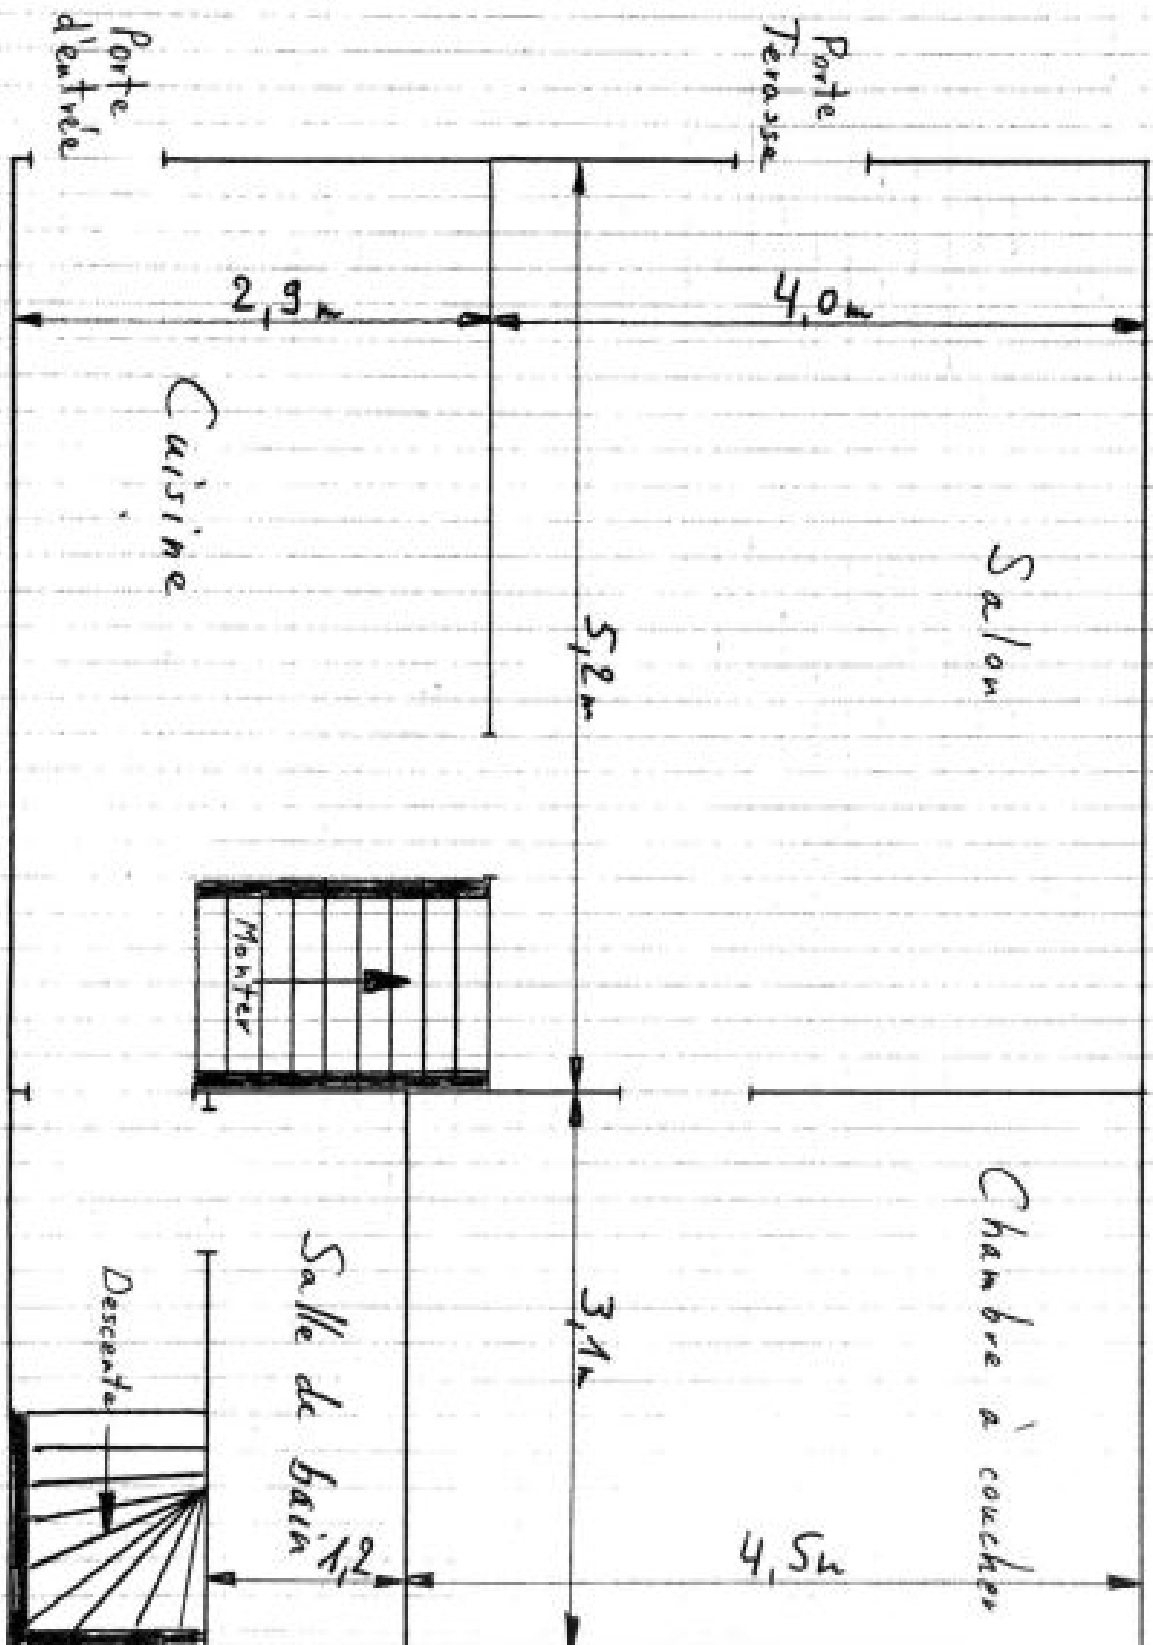 Porte
d'entrée
Porte
Terasse
2,9m
4,0m
Cuisine
Salon
5,2m
Monter
Chambre à coucher
Salle de bain
3,1m
Descente
1,2
4,5m